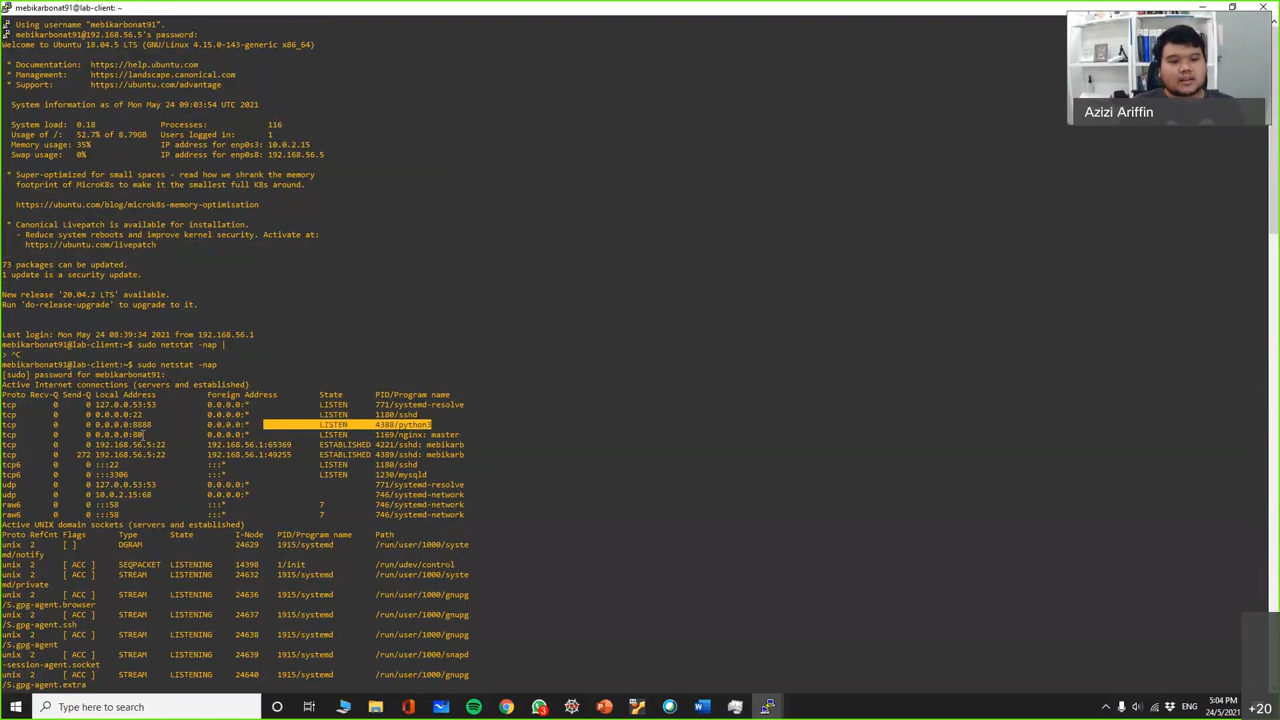 mebikarbonat91@lab-client: ~
Using username "mebikarbonat91".
mebikarbonat91@192.168.56.5's password:
Welcome to Ubuntu 18.04.5 LTS (GNU/Linux 4.15.0-143-generic x86_64)
* Documentation: https://help.ubuntu.com
* Management: https://landscape.canonical.com
* Support: https://ubuntu.com/advantage
System information as of Mon May 24 09:03:54 UTC 2021
System load: 0.18 Processes: 116
Usage of /: 52.7% of 8.79GB Users logged in: 1
Memory usage: 35% IP address for enp0s3: 10.0.2.15
Swap usage: 0% IP address for enp0s8: 192.168.56.5
* Super-optimized for small spaces - read how we shrank the memory
footprint of MicroK8s to make it the smallest full K8s around.
https://ubuntu.com/blog/microk8s-memory-optimisation
* Canonical Livepatch is available for installation.
- Reduce system reboots and improve kernel security. Activate at:
https://ubuntu.com/livepatch
73 packages can be updated.
1 update is a security update.
New release '20.04.2 LTS' available.
Run 'do-release-upgrade' to upgrade to it.
Last login: Mon May 24 08:39:34 2021 from 192.168.56.1
mebikarbonat91@lab-client:~$ sudo netstat -nap |
> ^C
mebikarbonat91@lab-client:~$ sudo netstat -nap
[sudo] password for mebikarbonat91:
Active Internet connections (servers and established)
Proto Recv-Q Send-Q Local Address Foreign Address State PID/Program name
tcp 0 0 127.0.0.53:53 0.0.0.0:* LISTEN 771/systemd-resolve
tcp 0 0 0.0.0.0:22 0.0.0.0:* LISTEN 1180/sshd
tcp 0 0 0.0.0.0:8888 0.0.0.0:* LISTEN 4388/python3
tcp 0 0 0.0.0.0:80 0.0.0.0:* LISTEN 1169/nginx: master
tcp 0 0 192.168.56.5:22 192.168.56.1:65369 ESTABLISHED 4221/sshd: mebikarb
tcp 0 272 192.168.56.5:22 192.168.56.1:49255 ESTABLISHED 4389/sshd: mebikarb
tcp6 0 0 :::22 :::* LISTEN 1180/sshd
tcp6 0 0 :::3306 :::* LISTEN 1230/mysqld
udp 0 0 127.0.0.53:53 0.0.0.0:* 771/systemd-resolve
udp 0 0 10.0.2.15:68 0.0.0.0:* 746/systemd-network
raw6 0 0 :::58 :::* 7 746/systemd-network
raw6 0 0 :::58 :::* 7 746/systemd-network
Active UNIX domain sockets (servers and established)
Proto RefCnt Flags Type State I-Node PID/Program name Path
unix 2 [ ] DGRAM 24629 1915/systemd /run/user/1000/syste
md/notify
unix 2 [ ACC ] SEQPACKET LISTENING 14398 1/init /run/udev/control
unix 2 [ ACC ] STREAM LISTENING 24632 1915/systemd /run/user/1000/syste
md/private
unix 2 [ ACC ] STREAM LISTENING 24636 1915/systemd /run/user/1000/gnupg
/S.gpg-agent.browser
unix 2 [ ACC ] STREAM LISTENING 24637 1915/systemd /run/user/1000/gnupg
/S.gpg-agent.ssh
unix 2 [ ACC ] STREAM LISTENING 24638 1915/systemd /run/user/1000/gnupg
/S.gpg-agent
unix 2 [ ACC ] STREAM LISTENING 24639 1915/systemd /run/user/1000/snapd
-session-agent.socket
unix 2 [ ACC ] STREAM LISTENING 24640 1915/systemd /run/user/1000/gnupg
/S.gpg-agent.extra
Azizi Ariffin
Type here to search
3
ENG
5:04 PM
24/5/2021
+20